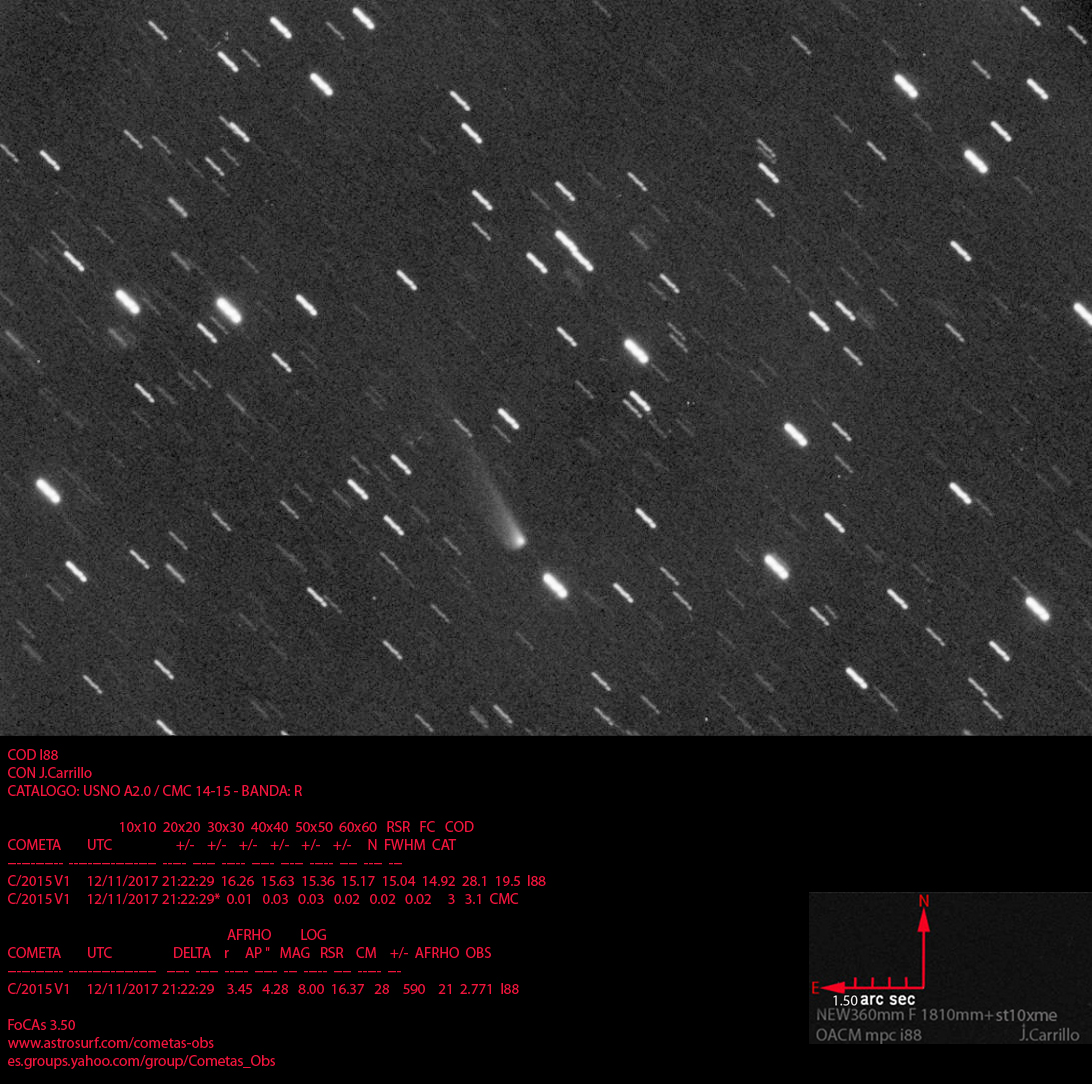 COD I88
CON J.Carrillo
CATALOGO: USNO A2.0 / CMC 14-15 - BANDA: R
10x10 20x20 30x30 40x40 50x50 60x60 RSR FC COD
COMETA UTC +/- +/- +/- +/- +/- +/- N FWHM CAT
------------- -------------------- ----- ----- ----- ----- ----- ----- ---- --- ---
C/2015 V1 12/11/2017 21:22:29 16.26 15.63 15.36 15.17 15.04 14.92 28.1 19.5 I88
C/2015 V1 12/11/2017 21:22:29* 0.01 0.03 0.03 0.02 0.02 0.02 3 3.1 CMC
AFRHO LOG
COMETA UTC DELTA r AP " MAG RSR CM +/- AFRHO OBS
------------- -------------------- ----- ----- ----- ----- --- ----- ---- ----- ---
C/2015 V1 12/11/2017 21:22:29 3.45 4.28 8.00 16.37 28 590 21 2.771 I88
FoCAs 3.50
www.astrosurf.com/cometas-obs
es.groups.yahoo.com/group/Cometas_Obs
N
E
1.50 arc sec
NEW360mm F 1810mm+st10xme
OACM mpc i88 J.Carrillo